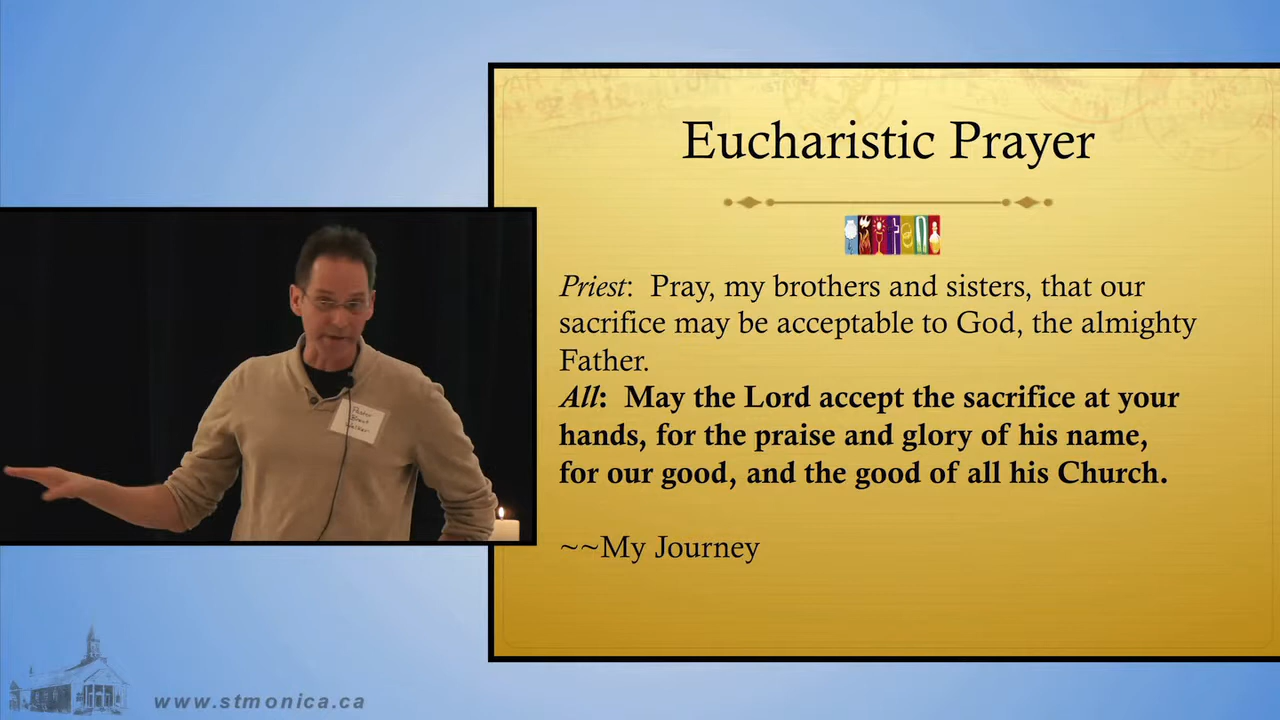 Eucharistic Prayer
Priest: Pray, my brothers and sisters, that our
sacrifice may be acceptable to God, the almighty
Father.
All: May the Lord accept the sacrifice at your
hands, for the praise and glory of his name,
for our good, and the good of all his Church.
~~My Journey
Pastor
www.stmonica.ca